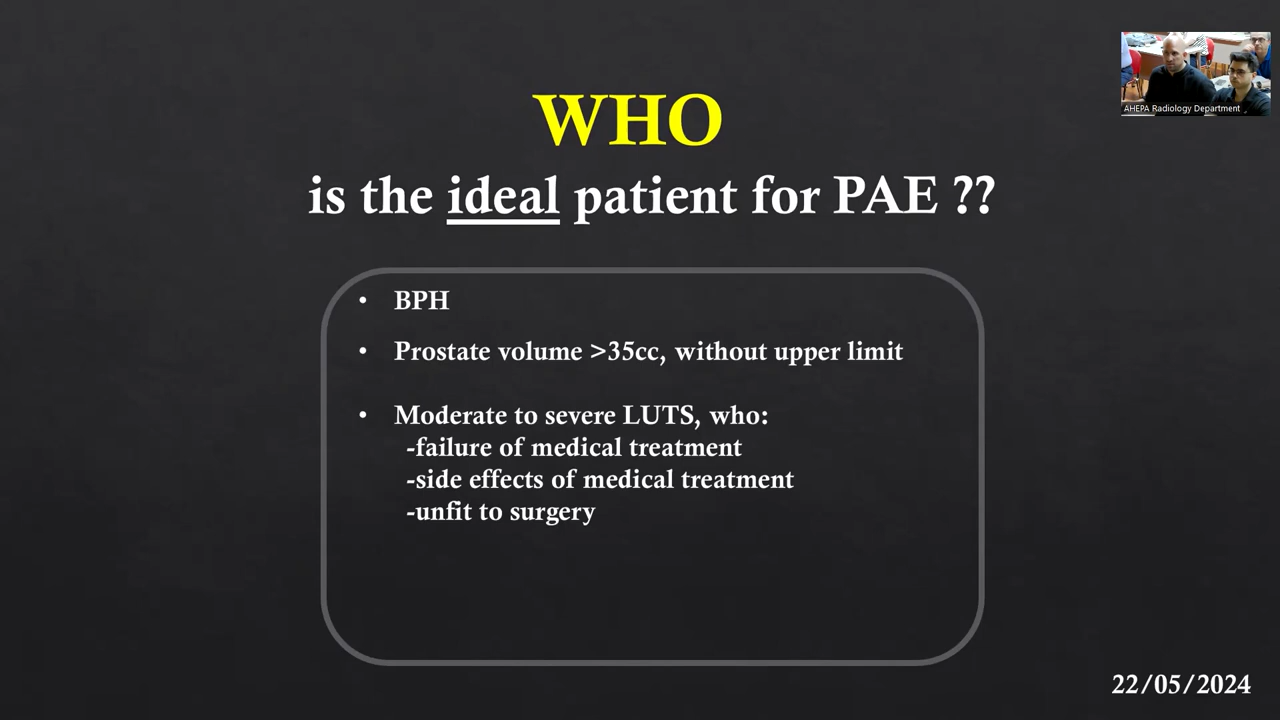 AHEPA Radiology Department
WHO
is the ideal patient for PAE ??
• BPH
• Prostate volume >35cc, without upper limit
• Moderate to severe LUTS, who:
-failure of medical treatment
-side effects of medical treatment
-unfit to surgery
22/05/2024